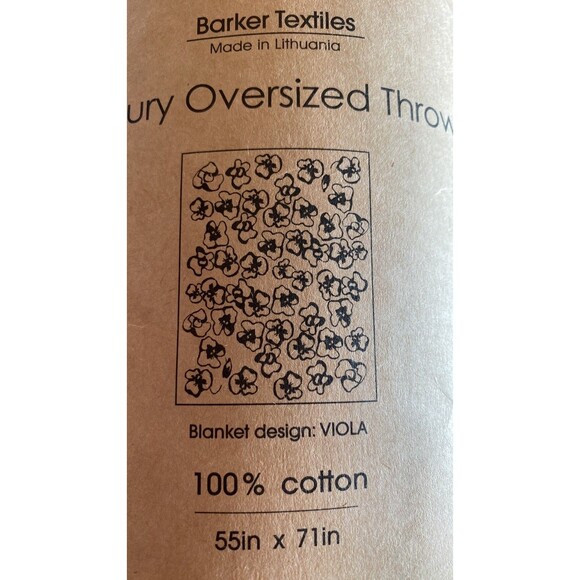 Barker Textiles
Made in Lithuania
ury Oversized Throw
Blanket design: VIOLA
100% cotton
55in x 71in